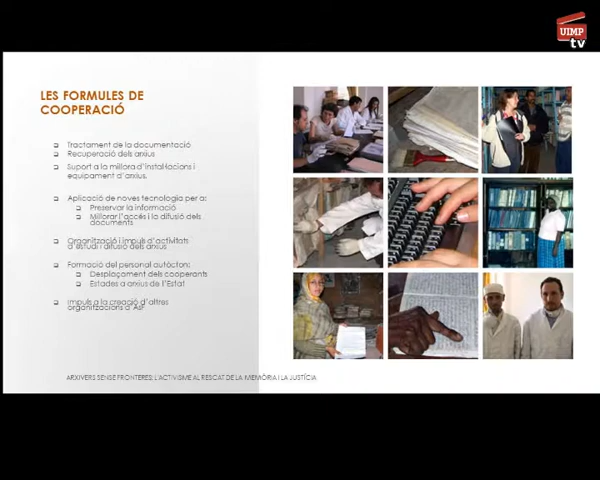 UIMP
tv
LES FORMULES DE
COOPERACIÓ
Tractament de la documentació
Recuperació dels arxius
Suport a la millora d'instal·lacions i
equipament d'arxius.
Aplicació de noves tecnologia per a:
Preservar la informació
Millorar l'accés i la difusió dels
documents
Organització i impuls d'activitats
d'estudi i difusió dels arxius
Formació del personal autòcton:
Desplaçament dels cooperants
Estades a arxius de l'Estat
Impuls a la creació d'altres
organitzacions d'AsF
ARXIVERS SENSE FRONTERES: L'ACTIVISME AL RESCAT DE LA MEMÒRIA I LA JUSTÍCIA